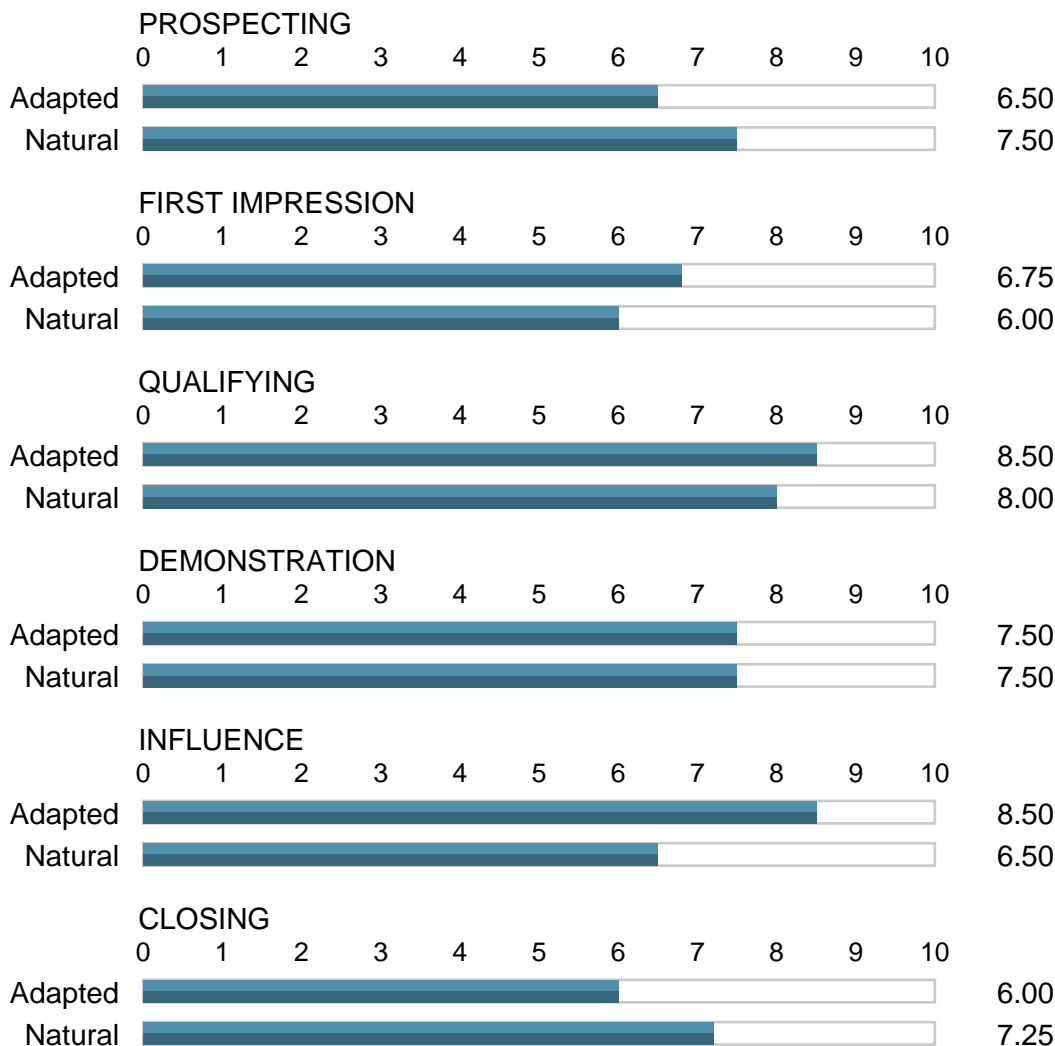 PROSPECTING
0 1 2 3 4 5 6 7 8 9 10
Adapted 6.50
Natural 7.50
FIRST IMPRESSION
0 1 2 3 4 5 6 7 8 9 10
Adapted 6.75
Natural 6.00
QUALIFYING
0 1 2 3 4 5 6 7 8 9 10
Adapted 8.50
Natural 8.00
DEMONSTRATION
0 1 2 3 4 5 6 7 8 9 10
Adapted 7.50
Natural 7.50
INFLUENCE
0 1 2 3 4 5 6 7 8 9 10
Adapted 8.50
Natural 6.50
CLOSING
0 1 2 3 4 5 6 7 8 9 10
Adapted 6.00
Natural 7.25